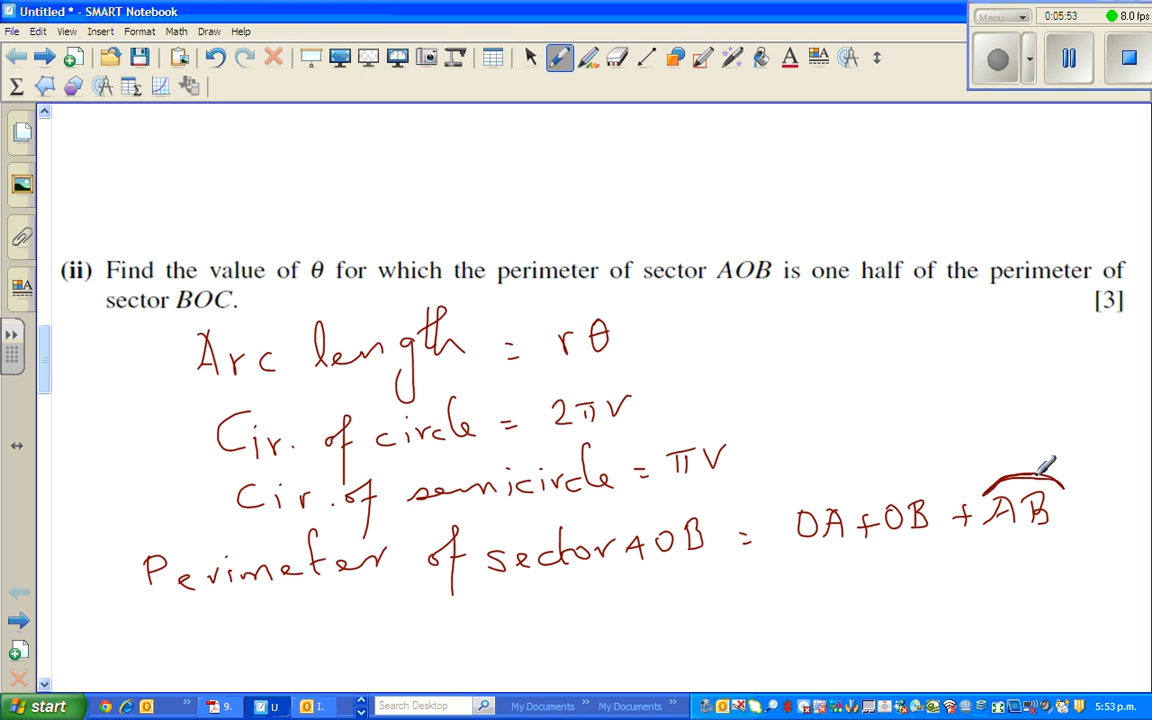 Untitled * - SMART Notebook
File Edit View Insert Format Math Draw Help
Menu
00:05:53
8.0 fps
(ii) Find the value of θ for which the perimeter of sector AOB is one half of the perimeter of
sector BOC. [3]
Arc length = rθ
Cir. of circle = 2πr
Cir. of semicircle = πr
Perimeter of sector AOB = OA + OB + AB
start
9.
U
I.
Search Desktop
My Documents
My Documents
5:53 p.m.